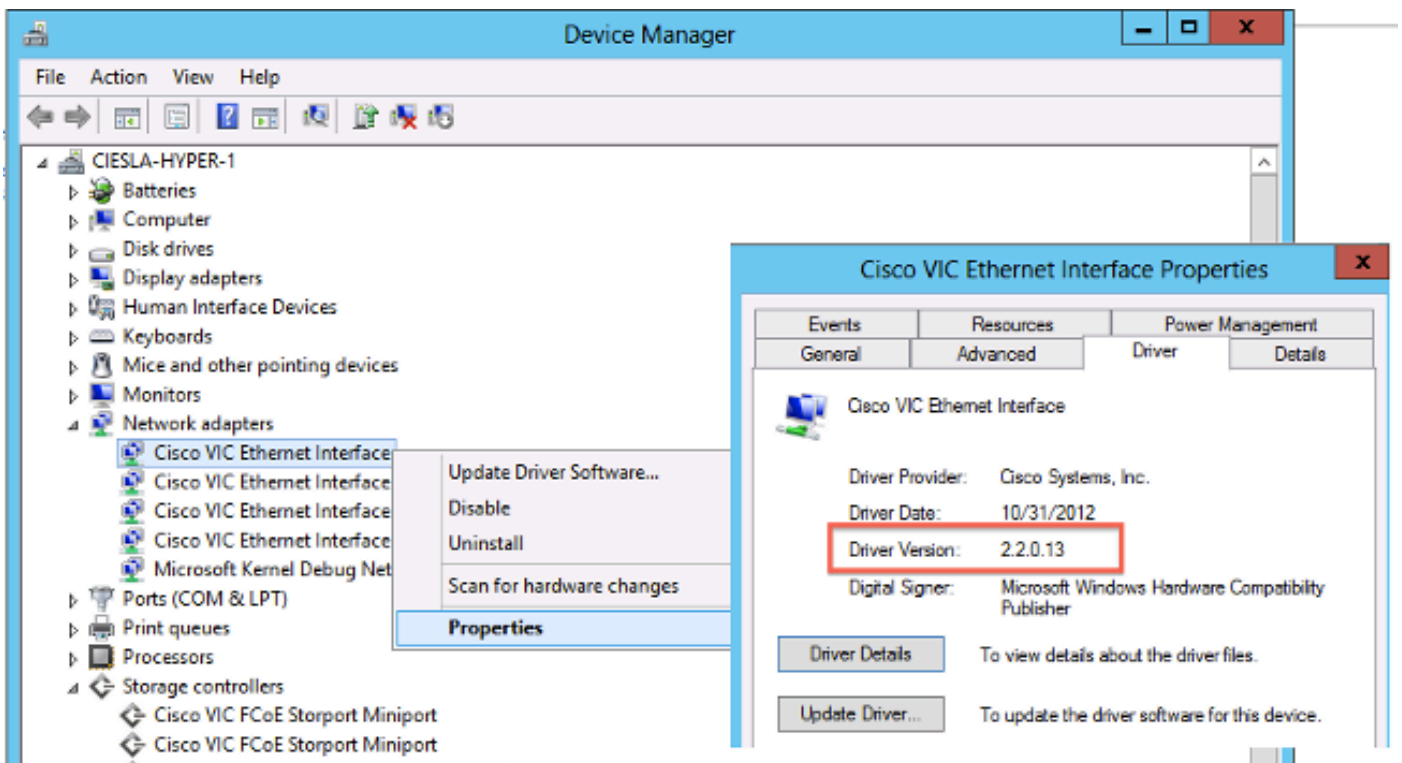 Device Manager
File Action View Help
CIESLA-HYPER-1
Batteries
Computer
Disk drives
Display adapters
Human Interface Devices
Keyboards
Mice and other pointing devices
Monitors
Network adapters
Cisco VIC Ethernet Interface
Cisco VIC Ethernet Interface
Cisco VIC Ethernet Interface
Cisco VIC Ethernet Interface
Microsoft Kernel Debug Net
Ports (COM & LPT)
Print queues
Processors
Storage controllers
Cisco VIC FCoE Storport Miniport
Cisco VIC FCoE Storport Miniport
Update Driver Software...
Disable
Uninstall
Scan for hardware changes
Properties
Cisco VIC Ethernet Interface Properties
Events Resources Power Management
General Advanced Driver Details
Cisco VIC Ethernet Interface
Driver Provider: Cisco Systems, Inc.
Driver Date: 10/31/2012
Driver Version: 2.2.0.13
Digital Signer: Microsoft Windows Hardware Compatibility
Publisher
Driver Details To view details about the driver files.
Update Driver... To update the driver software for this device.